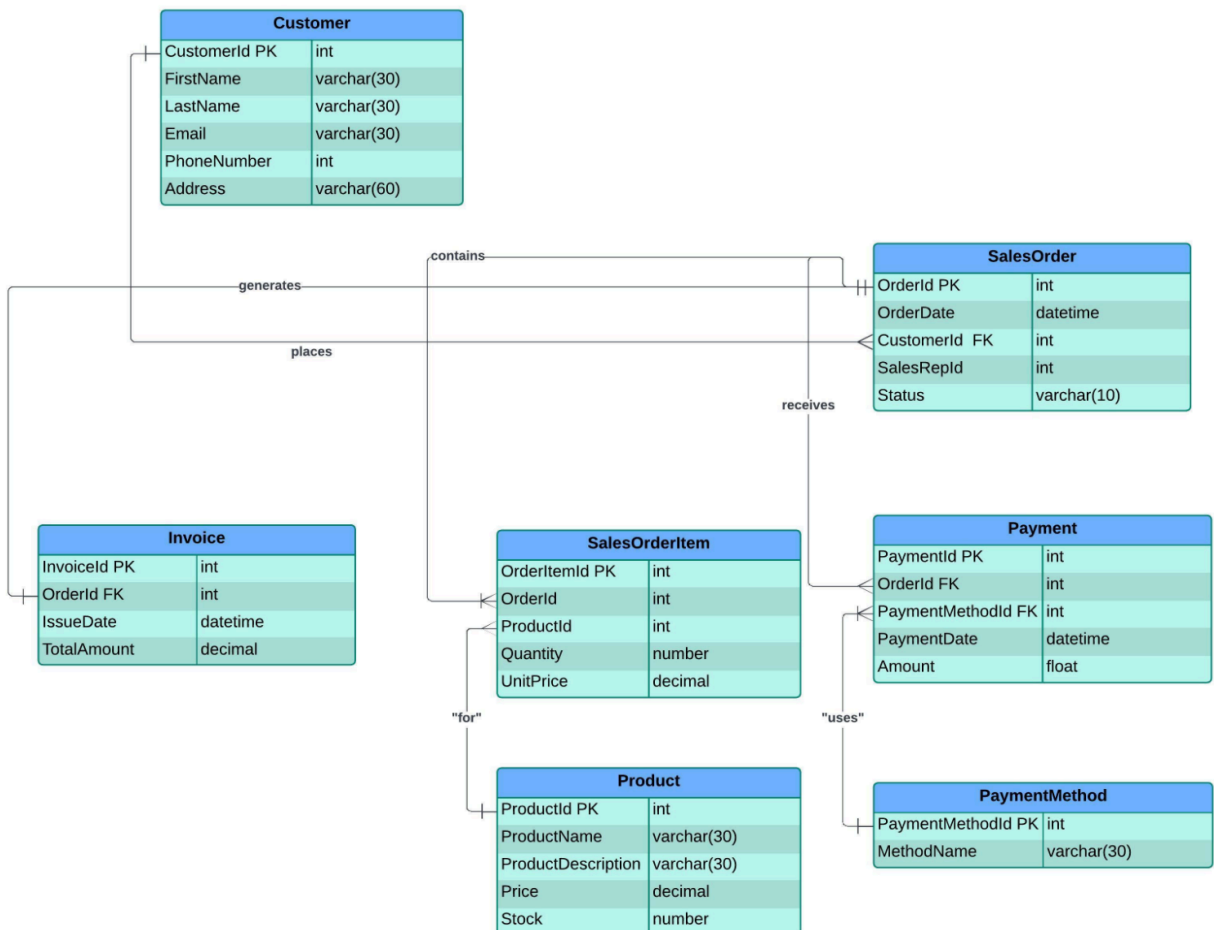 Customer
CustomerId PK int
FirstName varchar(30)
LastName varchar(30)
Email varchar(30)
PhoneNumber int
Address varchar(60)
contains
generates
places
receives
SalesOrder
OrderId PK int
OrderDate datetime
CustomerId FK int
SalesRepId int
Status varchar(10)
Invoice
InvoiceId PK int
OrderId FK int
IssueDate datetime
TotalAmount decimal
SalesOrderItem
OrderItemId PK int
OrderId int
ProductId int
Quantity number
UnitPrice decimal
Payment
PaymentId PK int
OrderId FK int
PaymentMethodId FK int
PaymentDate datetime
Amount float
"for"
"uses"
Product
ProductId PK int
ProductName varchar(30)
ProductDescription varchar(30)
Price decimal
Stock number
PaymentMethod
PaymentMethodId PK int
MethodName varchar(30)